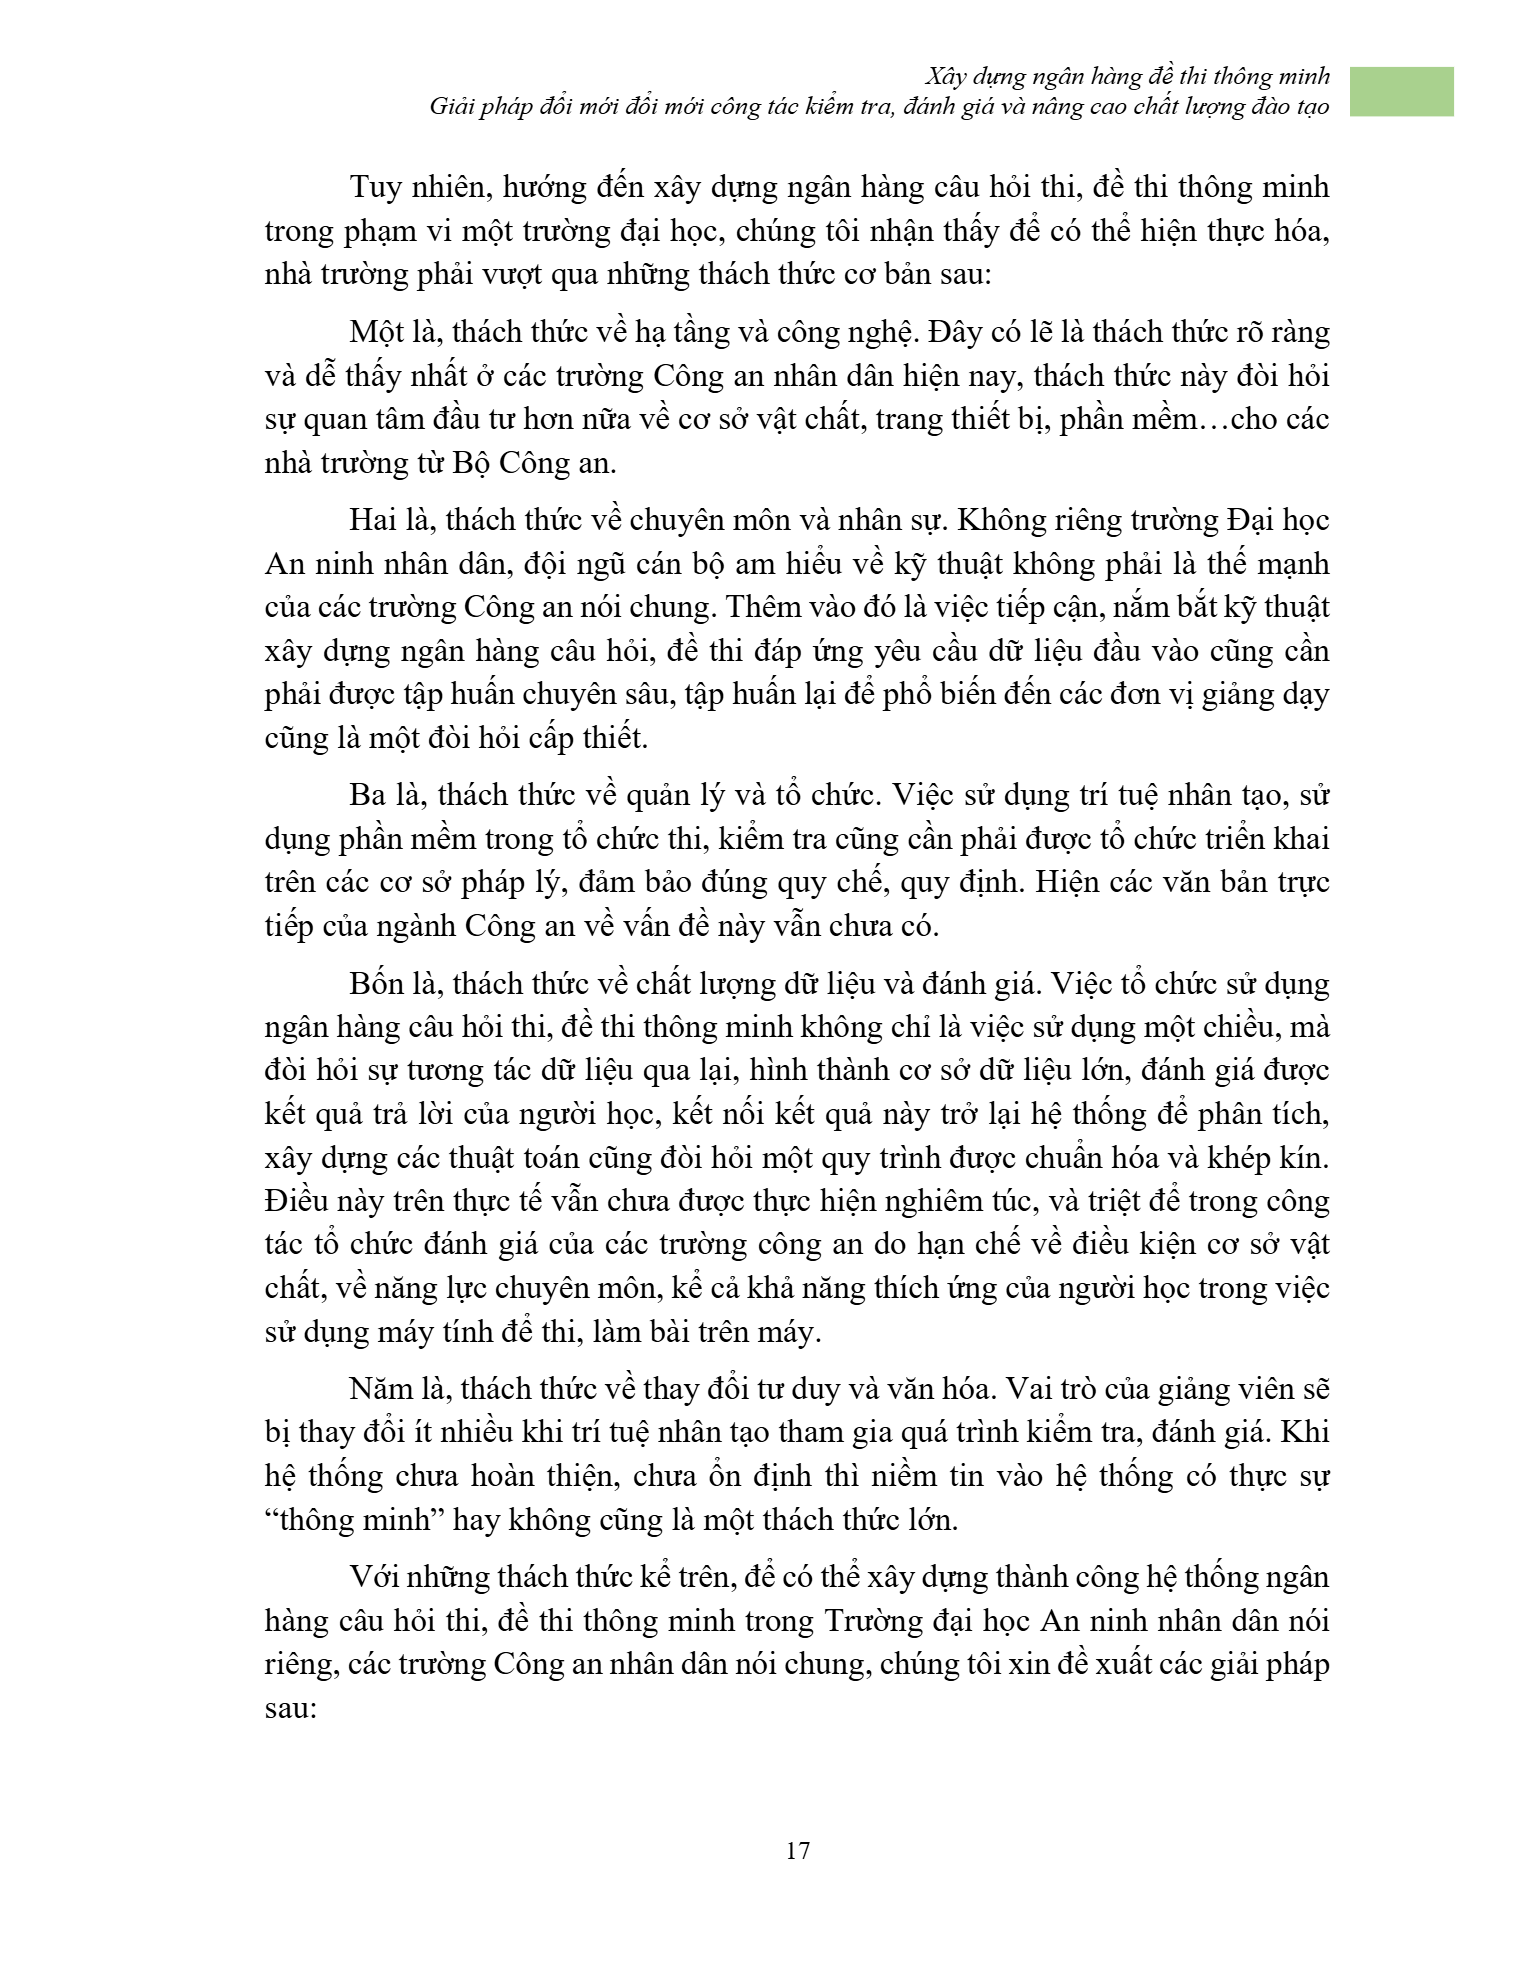 Xây dựng ngân hàng đề thi thông minh
Giải pháp đổi mới đổi mới công tác kiểm tra, đánh giá và nâng cao chất lượng đào tạo
Tuy nhiên, hướng đến xây dựng ngân hàng câu hỏi thi, đề thi thông minh
trong phạm vi một trường đại học, chúng tôi nhận thấy để có thể hiện thực hóa,
nhà trường phải vượt qua những thách thức cơ bản sau:
Một là, thách thức về hạ tầng và công nghệ. Đây có lẽ là thách thức rõ ràng
và dễ thấy nhất ở các trường Công an nhân dân hiện nay, thách thức này đòi hỏi
sự quan tâm đầu tư hơn nữa về cơ sở vật chất, trang thiết bị, phần mềm…cho các
nhà trường từ Bộ Công an.
Hai là, thách thức về chuyên môn và nhân sự. Không riêng trường Đại học
An ninh nhân dân, đội ngũ cán bộ am hiểu về kỹ thuật không phải là thế mạnh
của các trường Công an nói chung. Thêm vào đó là việc tiếp cận, nắm bắt kỹ thuật
xây dựng ngân hàng câu hỏi, đề thi đáp ứng yêu cầu dữ liệu đầu vào cũng cần
phải được tập huấn chuyên sâu, tập huấn lại để phổ biến đến các đơn vị giảng dạy
cũng là một đòi hỏi cấp thiết.
Ba là, thách thức về quản lý và tổ chức. Việc sử dụng trí tuệ nhân tạo, sử
dụng phần mềm trong tổ chức thi, kiểm tra cũng cần phải được tổ chức triển khai
trên các cơ sở pháp lý, đảm bảo đúng quy chế, quy định. Hiện các văn bản trực
tiếp của ngành Công an về vấn đề này vẫn chưa có.
Bốn là, thách thức về chất lượng dữ liệu và đánh giá. Việc tổ chức sử dụng
ngân hàng câu hỏi thi, đề thi thông minh không chỉ là việc sử dụng một chiều, mà
đòi hỏi sự tương tác dữ liệu qua lại, hình thành cơ sở dữ liệu lớn, đánh giá được
kết quả trả lời của người học, kết nối kết quả này trở lại hệ thống để phân tích,
xây dựng các thuật toán cũng đòi hỏi một quy trình được chuẩn hóa và khép kín.
Điều này trên thực tế vẫn chưa được thực hiện nghiêm túc, và triệt để trong công
tác tổ chức đánh giá của các trường công an do hạn chế về điều kiện cơ sở vật
chất, về năng lực chuyên môn, kể cả khả năng thích ứng của người học trong việc
sử dụng máy tính để thi, làm bài trên máy.
Năm là, thách thức về thay đổi tư duy và văn hóa. Vai trò của giảng viên sẽ
bị thay đổi ít nhiều khi trí tuệ nhân tạo tham gia quá trình kiểm tra, đánh giá. Khi
hệ thống chưa hoàn thiện, chưa ổn định thì niềm tin vào hệ thống có thực sự
“thông minh” hay không cũng là một thách thức lớn.
Với những thách thức kể trên, để có thể xây dựng thành công hệ thống ngân
hàng câu hỏi thi, đề thi thông minh trong Trường đại học An ninh nhân dân nói
riêng, các trường Công an nhân dân nói chung, chúng tôi xin đề xuất các giải pháp
sau:
17